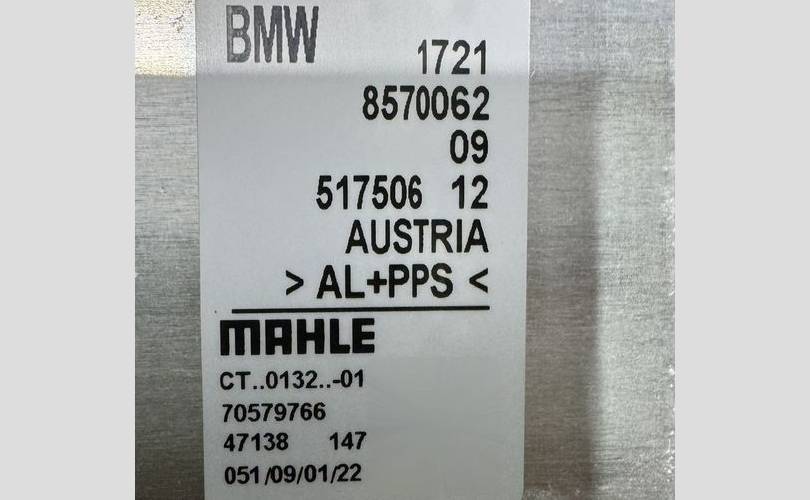 BMW
1721
8570062
09
517506 12
AUSTRIA
> AL+PPS <
MAHLE
CT..0132..-01
70579766
47138 147
051/09/01/22